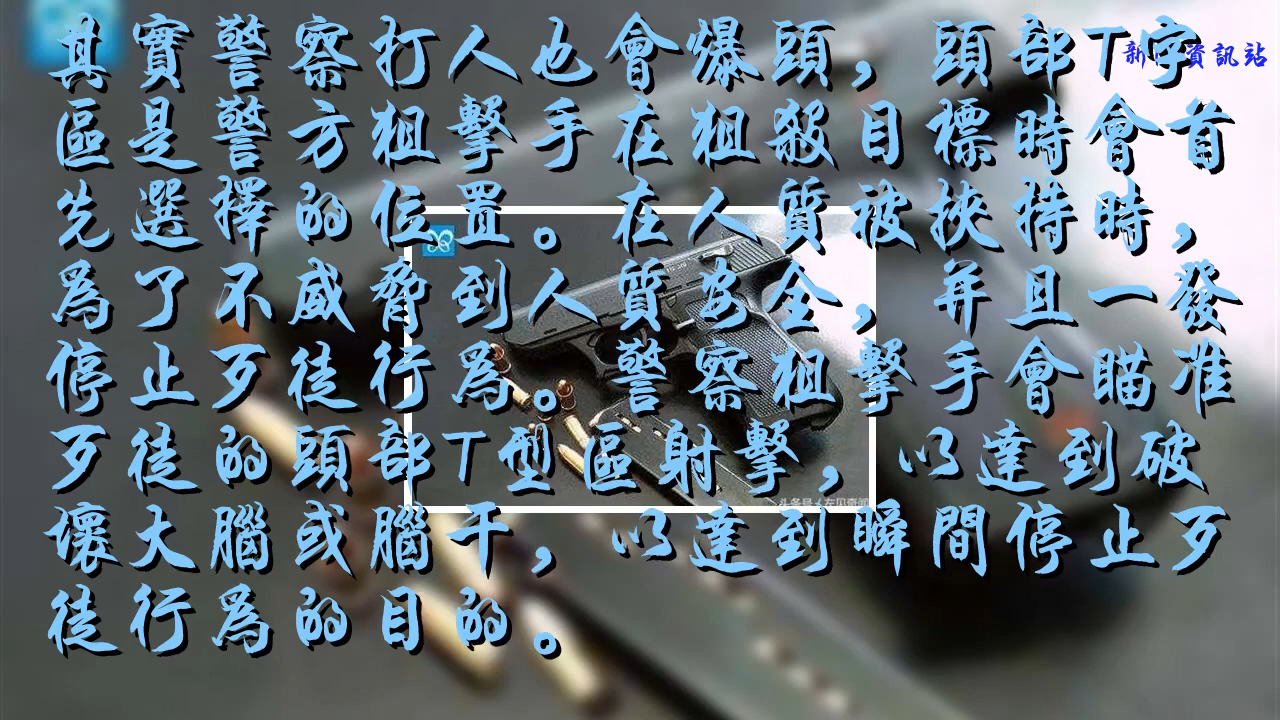 其實警察打人也會爆頭，頭部T字
區是警方狙擊手在狙殺目標時會首
先選擇的位置。在人質被挾持時，
為了不威脅到人質安全，并且一發
停止歹徒行為。警察狙擊手會瞄准
歹徒的頭部T型區射擊，以達到破
壞大腦或腦干，以達到瞬間停止歹
徒行為的目的。
資訊站